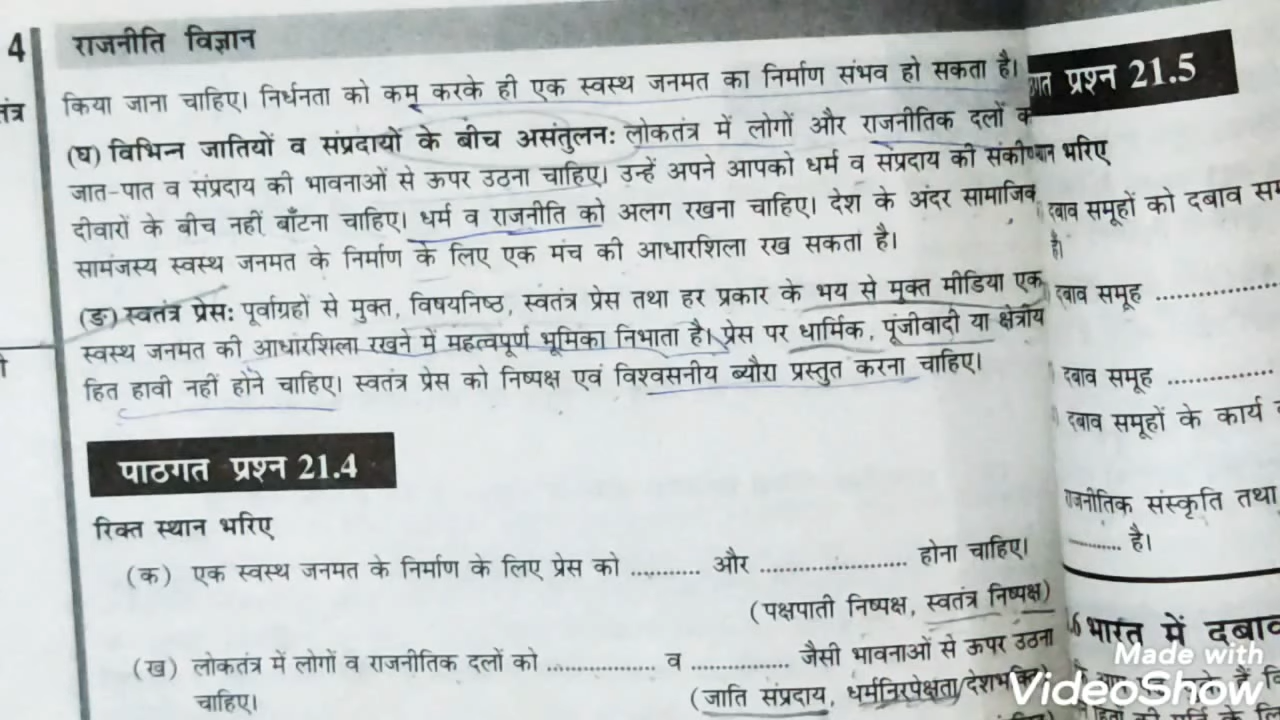 4
राजनीति विज्ञान
तंत्र
किया जाना चाहिए। निर्धनता को कम करके ही एक स्वस्थ जनमत का निर्माण संभव हो सकता है।
(घ) विभिन्न जातियों व संप्रदायों के बीच असंतुलन: लोकतंत्र में लोगों और राजनीतिक दलों
जात-पात व संप्रदाय की भावनाओं से ऊपर उठना चाहिए। उन्हें अपने आपको धर्म व संप्रदाय की
दीवारों के बीच नहीं बाँटना चाहिए। धर्म व राजनीति को अलग रखना चाहिए। देश के अंदर सामाजिक
सामंजस्य स्वस्थ जनमत के निर्माण के लिए एक मंच की आधारशिला रख सकता है।
(ङ) स्वतंत्र प्रेस: पूर्वाग्रहों से मुक्त, विषयनिष्ठ, स्वतंत्र प्रेस तथा हर प्रकार के भय से मुक्त मीडिया एक
स्वस्थ जनमत की आधारशिला रखने में महत्वपूर्ण भूमिका निभाता है। प्रेस पर धार्मिक, पूंजीवादी या क्षेत्रीय
हित हावी नहीं होने चाहिए। स्वतंत्र प्रेस को निष्पक्ष एवं विश्वसनीय ब्यौरा प्रस्तुत करना चाहिए।
पाठगत प्रश्न 21.4
रिक्त स्थान भरिए
(क) एक स्वस्थ जनमत के निर्माण के लिए प्रेस को ........... और ....................... होना चाहिए।
(पक्षपाती निष्पक्ष, स्वतंत्र निष्पक्ष)
(ख) लोकतंत्र में लोगों व राजनीतिक दलों को ................. व ............... जैसी भावनाओं से ऊपर उठना
चाहिए।
(जाति संप्रदाय, धर्मनिरपेक्षता/देशभक्ति)
प्रश्न 21.5
भरिए
दबाव समूहों को दबाव
है।
दबाव समूह ...................
दबाव समूह ................
दबाव समूहों के कार्य
राजनीतिक संस्कृति तथा
........ है।
भारत में दबाव
Made with
VideoShow